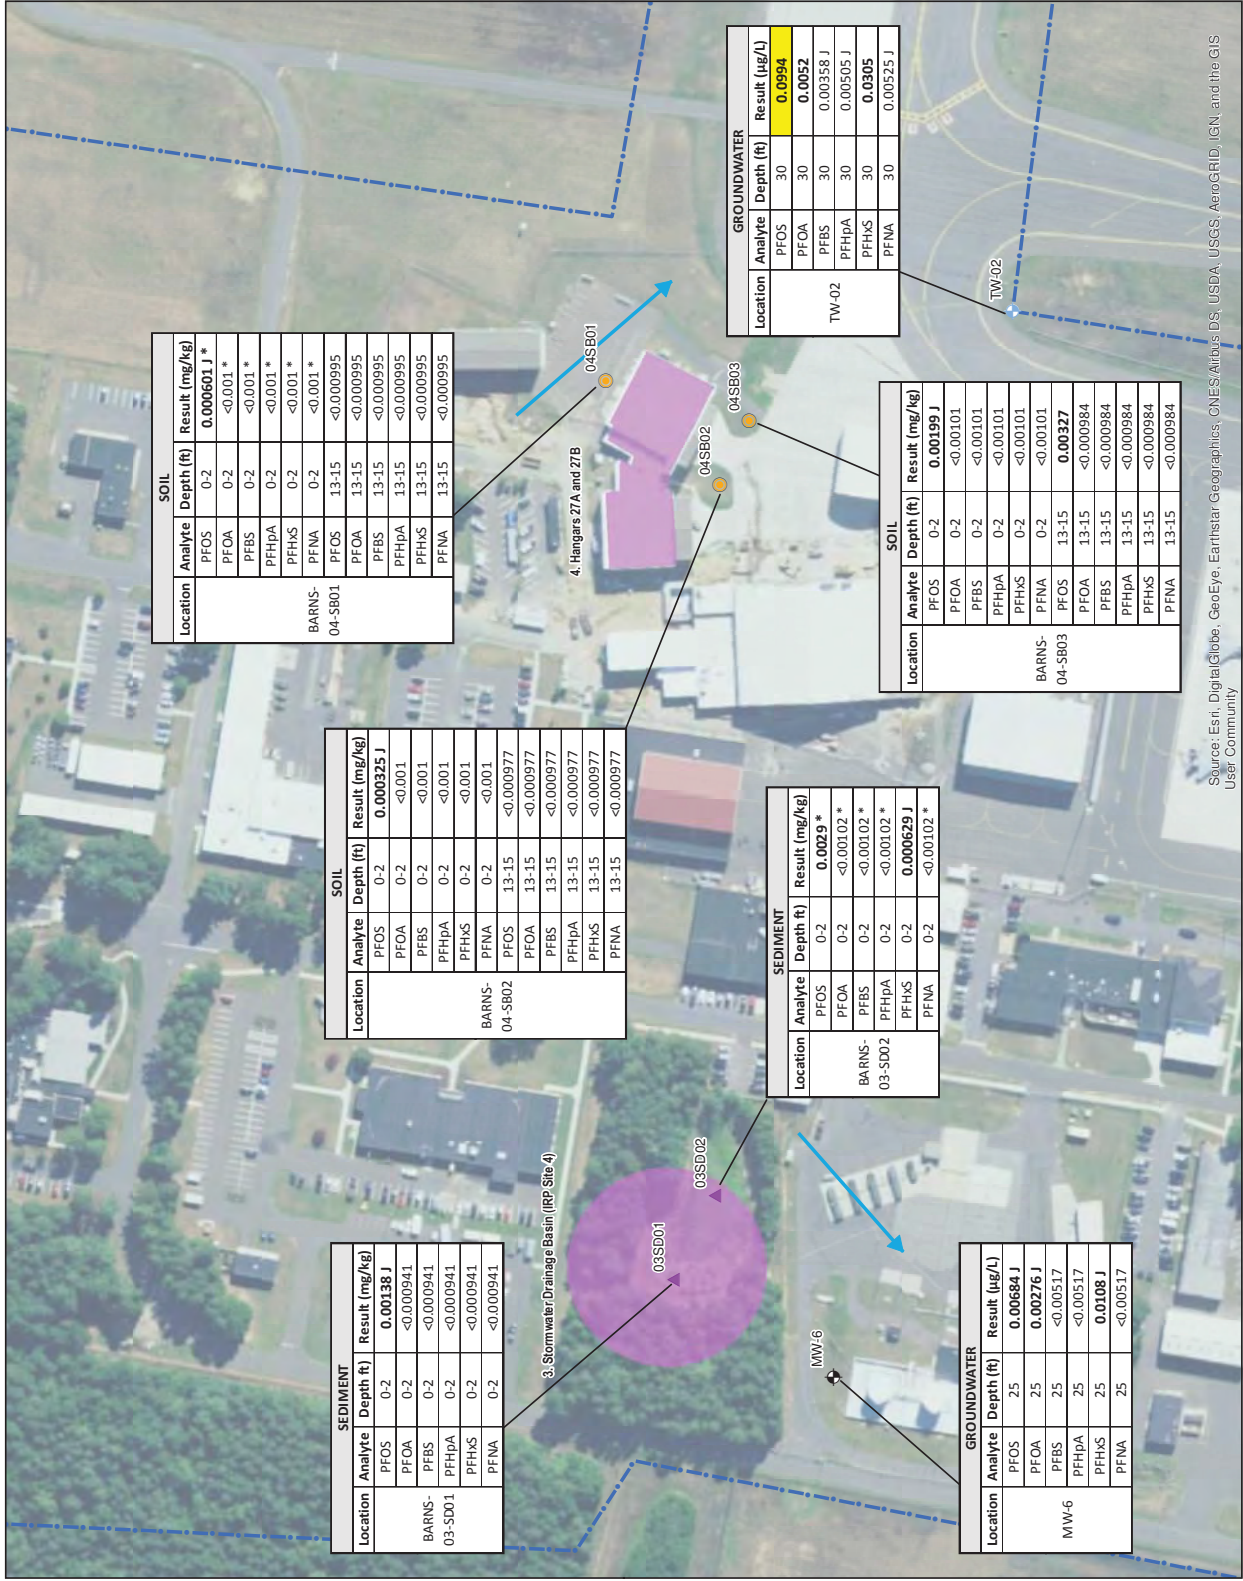 SEDIMENT
Location Analyte Depth ft) Result (mg/kg)
BARNS-
03-SD01
PFOS 0-2 0.00138 J
PFOA 0-2 <0.000941
PFBS 0-2 <0.000941
PFHpA 0-2 <0.000941
PFHxS 0-2 <0.000941
PFNA 0-2 <0.000941
SOIL
Location Analyte Depth (ft) Result (mg/kg)
BARNS-
04-SB02
PFOS 0-2 0.000325 J
PFOA 0-2 <0.001
PFBS 0-2 <0.001
PFHpA 0-2 <0.001
PFHxS 0-2 <0.001
PFNA 0-2 <0.001
PFOS 13-15 <0.000977
PFOA 13-15 <0.000977
PFBS 13-15 <0.000977
PFHpA 13-15 <0.000977
PFHxS 13-15 <0.000977
PFNA 13-15 <0.000977
SOIL
Location Analyte Depth (ft) Result (mg/kg)
BARNS-
04-SB01
PFOS 0-2 0.000601 J *
PFOA 0-2 <0.001 *
PFBS 0-2 <0.001 *
PFHpA 0-2 <0.001 *
PFHxS 0-2 <0.001 *
PFNA 0-2 <0.001 *
PFOS 13-15 <0.000995
PFOA 13-15 <0.000995
PFBS 13-15 <0.000995
PFHpA 13-15 <0.000995
PFHxS 13-15 <0.000995
PFNA 13-15 <0.000995
3. Stormwater Drainage Basin (IRP Site 4)
03SD01
03SD02
4. Hangars 27A and 27B
04SB01
04SB02
04SB03
MW-6
TW-02
SEDIMENT
Location Analyte Depth ft) Result (mg/kg)
BARNS-
03-SD02
PFOS 0-2 0.0029 *
PFOA 0-2 <0.00102 *
PFBS 0-2 <0.00102 *
PFHpA 0-2 <0.00102 *
PFHxS 0-2 0.000629 J
PFNA 0-2 <0.00102 *
GROUNDWATER
Location Analyte Depth (ft) Result (µg/L)
TW-02
PFOS 30 0.0994
PFOA 30 0.0052
PFBS 30 0.00358 J
PFHpA 30 0.00505 J
PFHxS 30 0.0305
PFNA 30 0.00525 J
GROUNDWATER
Location Analyte Depth (ft) Result (µg/L)
MW-6
PFOS 25 0.00684 J
PFOA 25 0.00276 J
PFBS 25 <0.00517
PFHpA 25 <0.00517
PFHxS 25 0.0108 J
PFNA 25 <0.00517
SOIL
Location Analyte Depth (ft) Result (mg/kg)
BARNS-
04-SB03
PFOS 0-2 0.00199 J
PFOA 0-2 <0.00101
PFBS 0-2 <0.00101
PFHpA 0-2 <0.00101
PFHxS 0-2 <0.00101
PFNA 0-2 <0.00101
PFOS 13-15 0.00327
PFOA 13-15 <0.000984
PFBS 13-15 <0.000984
PFHpA 13-15 <0.000984
PFHxS 13-15 <0.000984
PFNA 13-15 <0.000984
Source: Esri, DigitalGlobe, GeoEye, Earthstar Geographics, CNES/Airbus DS, USDA, USGS, AeroGRID, IGN, and the GIS
User Community